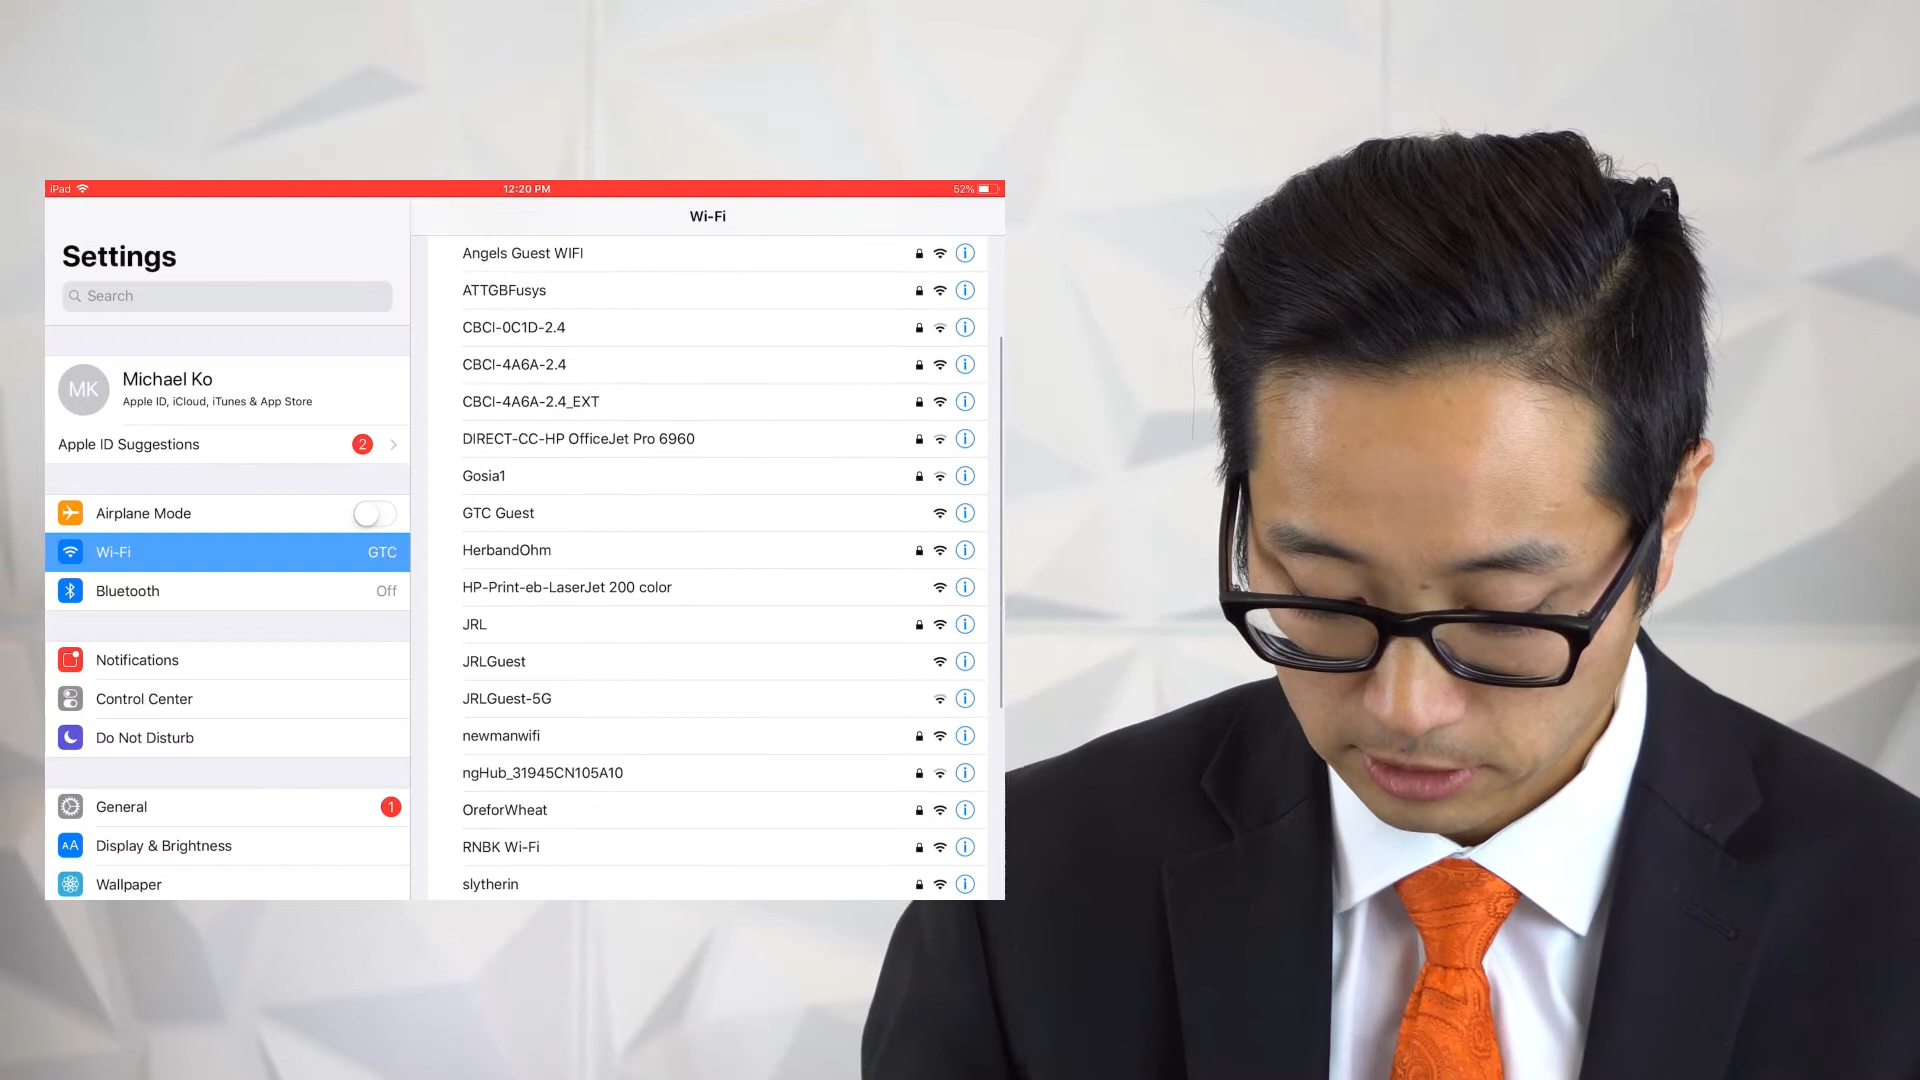 iPad
12:20 PM
52%
Settings
Search
MK
Michael Ko
Apple ID, iCloud, iTunes & App Store
Apple ID Suggestions
2
Airplane Mode
Wi-Fi
GTC
Bluetooth
Off
Notifications
Control Center
Do Not Disturb
General
1
AA
Display & Brightness
Wallpaper
Wi-Fi
Angels Guest WIFI
ATTGBFusys
CBCI-0C1D-2.4
CBCI-4A6A-2.4
CBCI-4A6A-2.4_EXT
DIRECT-CC-HP OfficeJet Pro 6960
Gosia1
GTC Guest
HerbandOhm
HP-Print-eb-LaserJet 200 color
JRL
JRLGuest
JRLGuest-5G
newmanwifi
ngHub_31945CN105A10
OreforWheat
RNBK Wi-Fi
slytherin